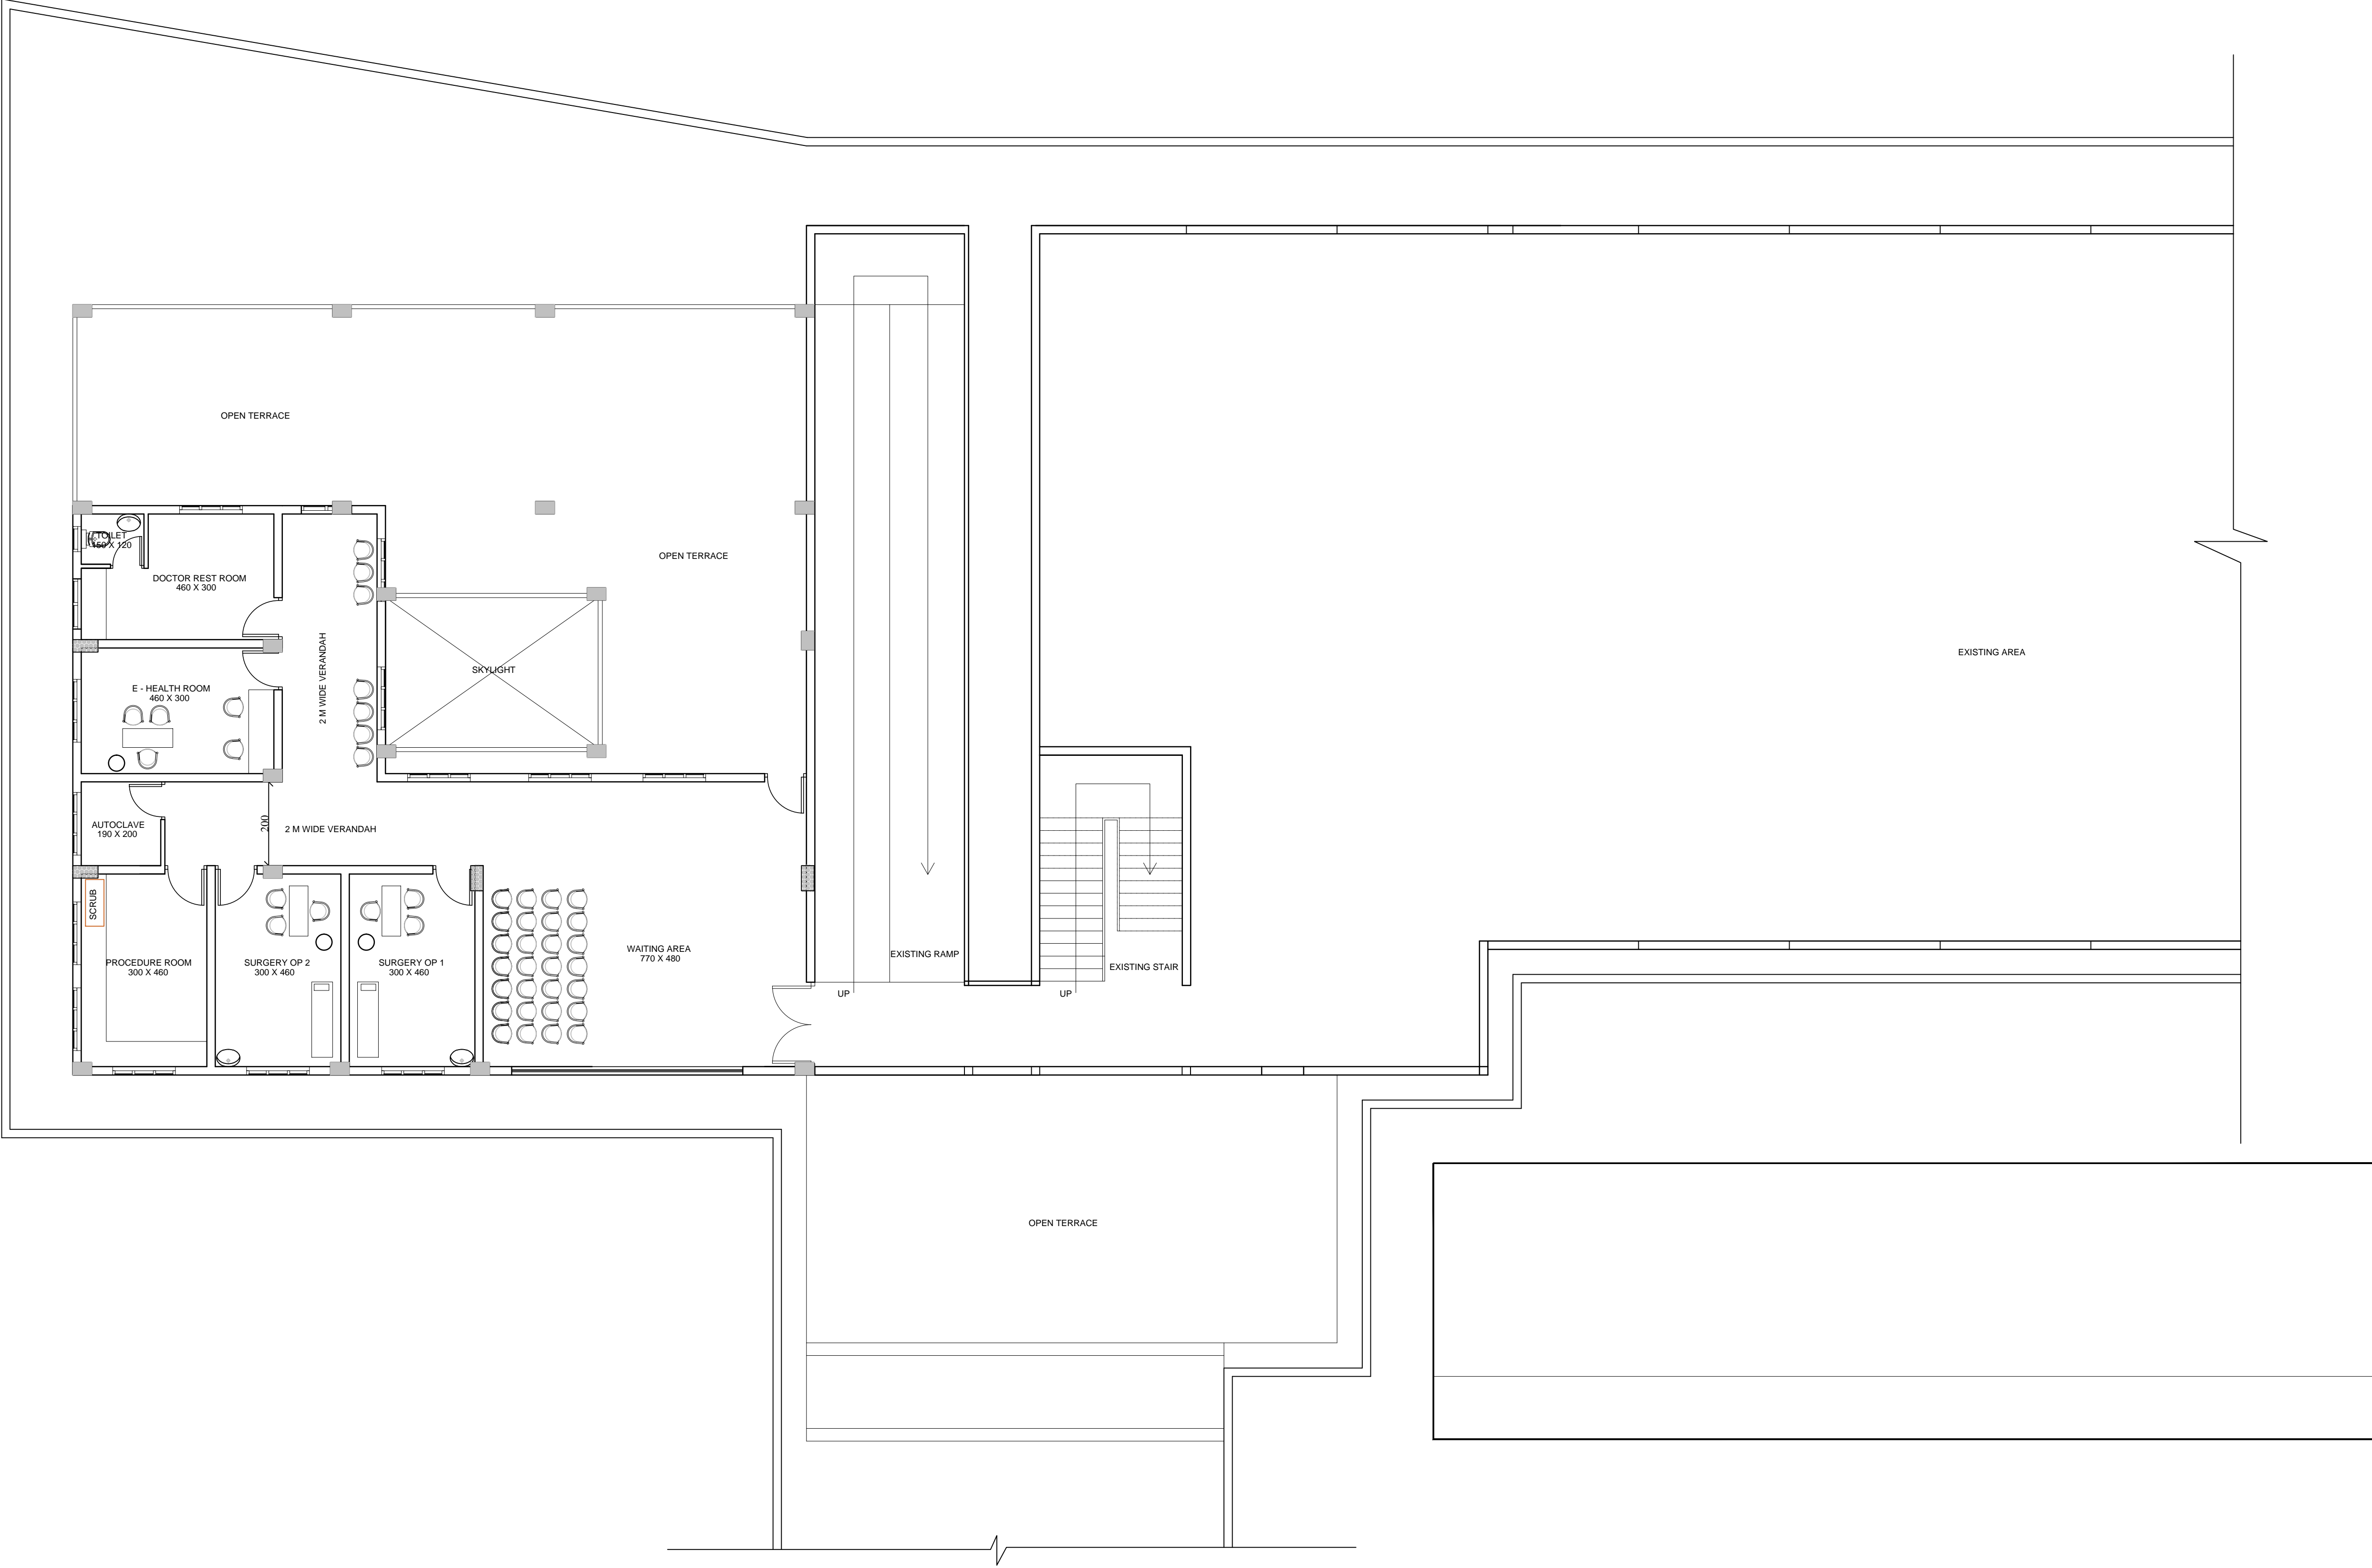 OPEN TERRACE
OPEN TERRACE
TOILET
150 X 120
DOCTOR REST ROOM
460 X 300
2 M WIDE VERANDAH
SKYLIGHT
EXISTING AREA
E - HEALTH ROOM
460 X 300
AUTOCLAVE
190 X 200
200
2 M WIDE VERANDAH
SCRUB
PROCEDURE ROOM
300 X 460
SURGERY OP 2
300 X 460
SURGERY OP 1
300 X 460
WAITING AREA
770 X 480
EXISTING RAMP
EXISTING STAIR
UP
UP
OPEN TERRACE